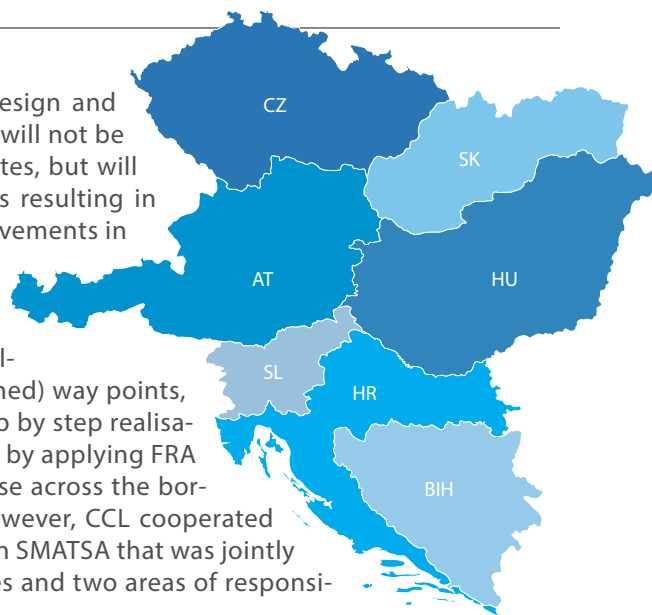 esign and
will not be
tes, but will
s resulting in
vements in
l-
ned) way points,
p by step realisa-
by applying FRA
se across the bor-
owever, CCL cooperated
n SMATSA that was jointly
es and two areas of responsi-
CZ
SK
AT
HU
SL
HR
BIH